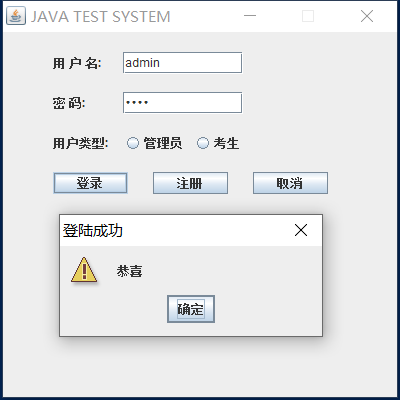 JAVA TEST SYSTEM
用 户 名: admin
密 码: ••••
用户类型: 管理员 考生
登录 注册 取消
登陆成功
恭喜
确定